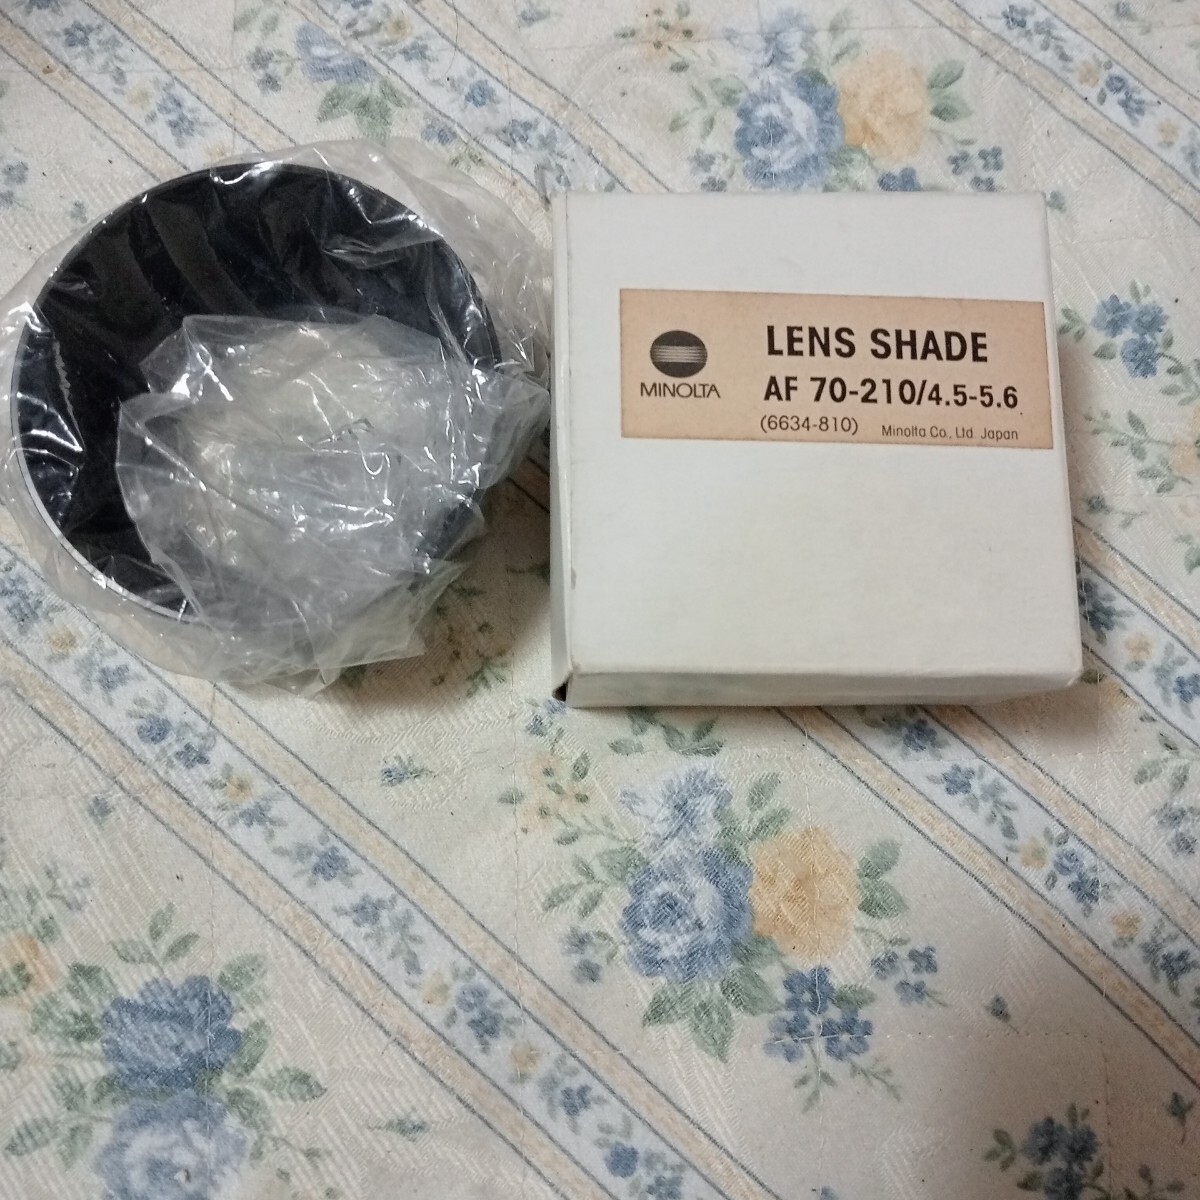 MINOLTA
LENS SHADE
AF 70-210/4.5-5.6
(6634-810) Minolta Co., Ltd. Japan